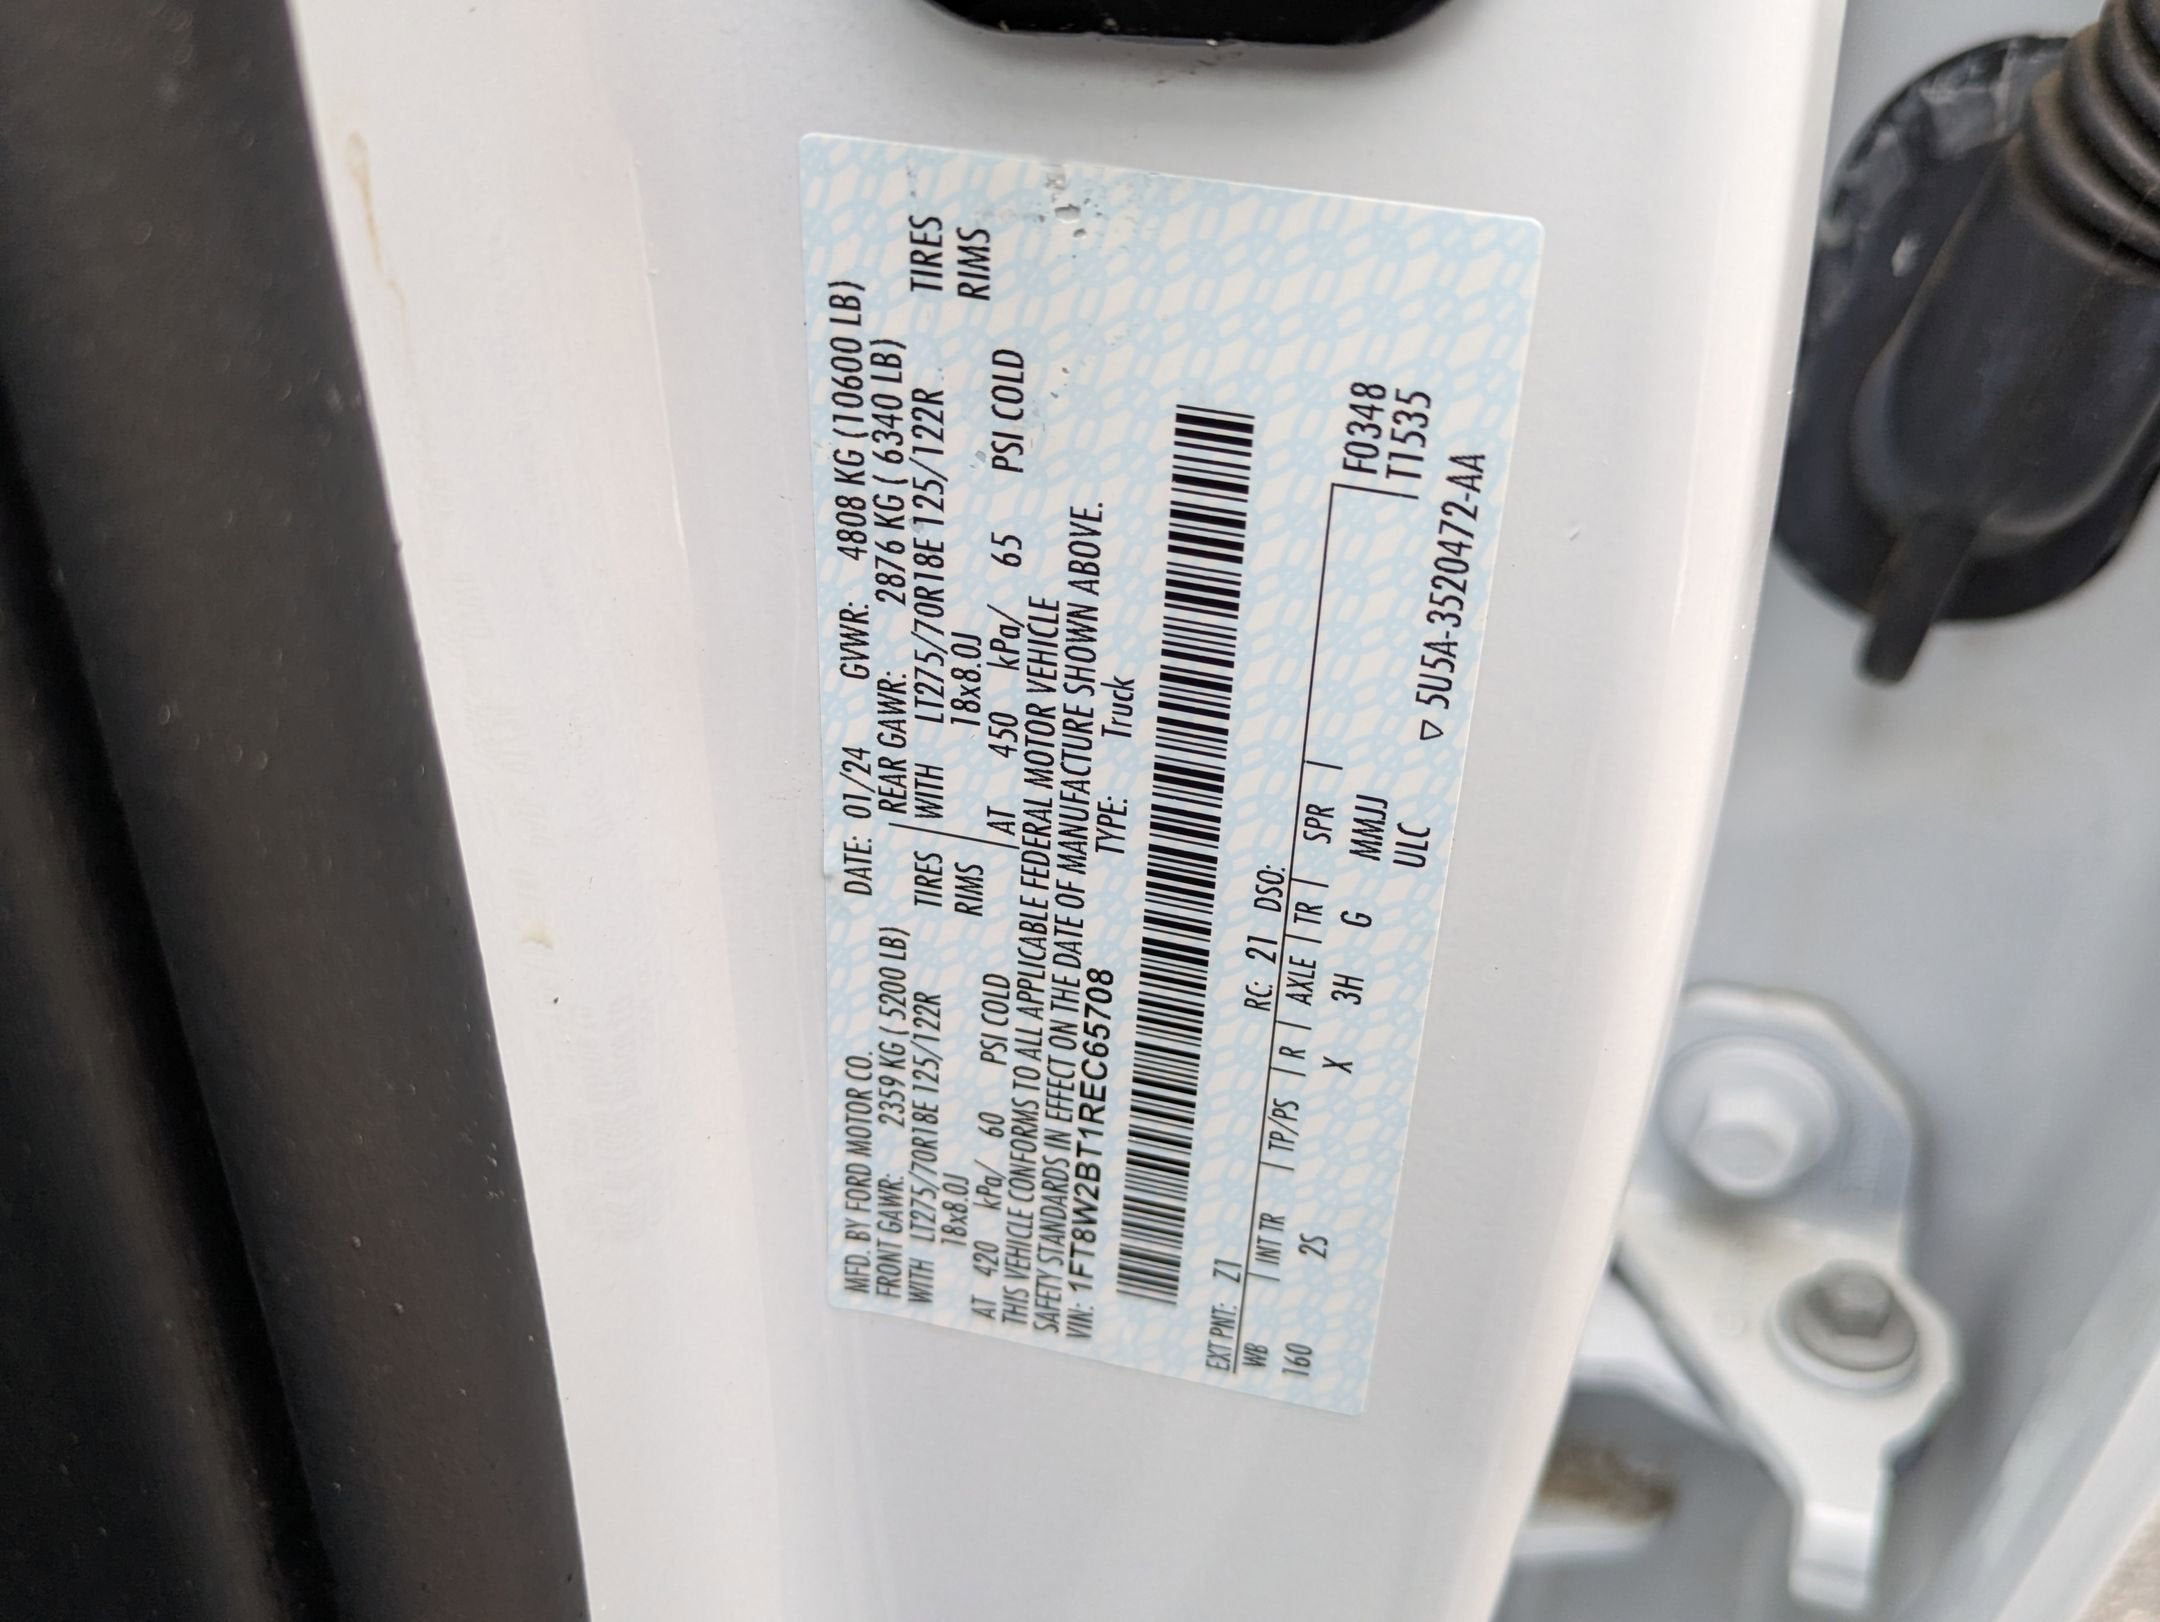 MFD. BY FORD MOTOR CO. DATE: 01/24 GVWR: 4808 KG (10600 LB)
FRONT GAWR: 2359 KG ( 5200 LB) REAR GAWR: 2876 KG ( 6340 LB)
WITH LT275/70R18E 125/122R TIRES WITH LT275/70R18E 125/122R TIRES
18x8.0J RIMS 18x8.0J RIMS
AT 420 kPa/ 60 PSI COLD AT 450 kPa/ 65 PSI COLD
THIS VEHICLE CONFORMS TO ALL APPLICABLE FEDERAL MOTOR VEHICLE
SAFETY STANDARDS IN EFFECT ON THE DATE OF MANUFACTURE SHOWN ABOVE.
VIN: 1FT8W2BT1REC65708 TYPE: Truck
EXT PNT: Z1 RC: 21 DSO:
WB | INT TR | TP/PS | R | AXLE | TR | SPR | F0348
160 2S X 3H G MMJJ T1535
ULC ▽ 5U5A-3520472-AA